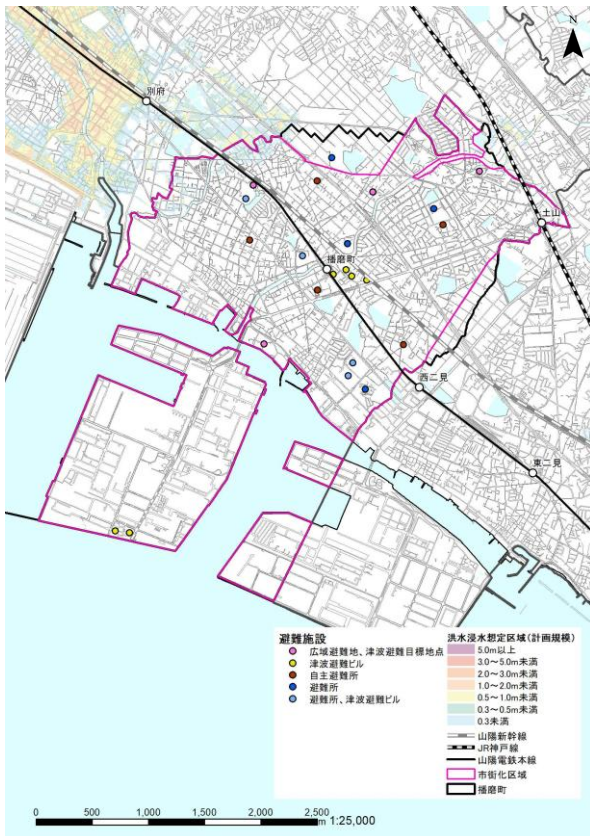 N
別府
土山
播磨町
西二見
東二見
避難施設
広域避難地、津波避難目標地点
津波避難ビル
自主避難所
避難所
避難所、津波避難ビル
洪水浸水想定区域(計画規模)
5.0m以上
3.0～5.0m未満
2.0～3.0m未満
1.0～2.0m未満
0.5～1.0m未満
0.3～0.5m未満
0.3未満
山陽新幹線
JR神戸線
山陽電鉄本線
市街化区域
播磨町
0 500 1,000 1,500 2,000 2,500 m 1:25,000